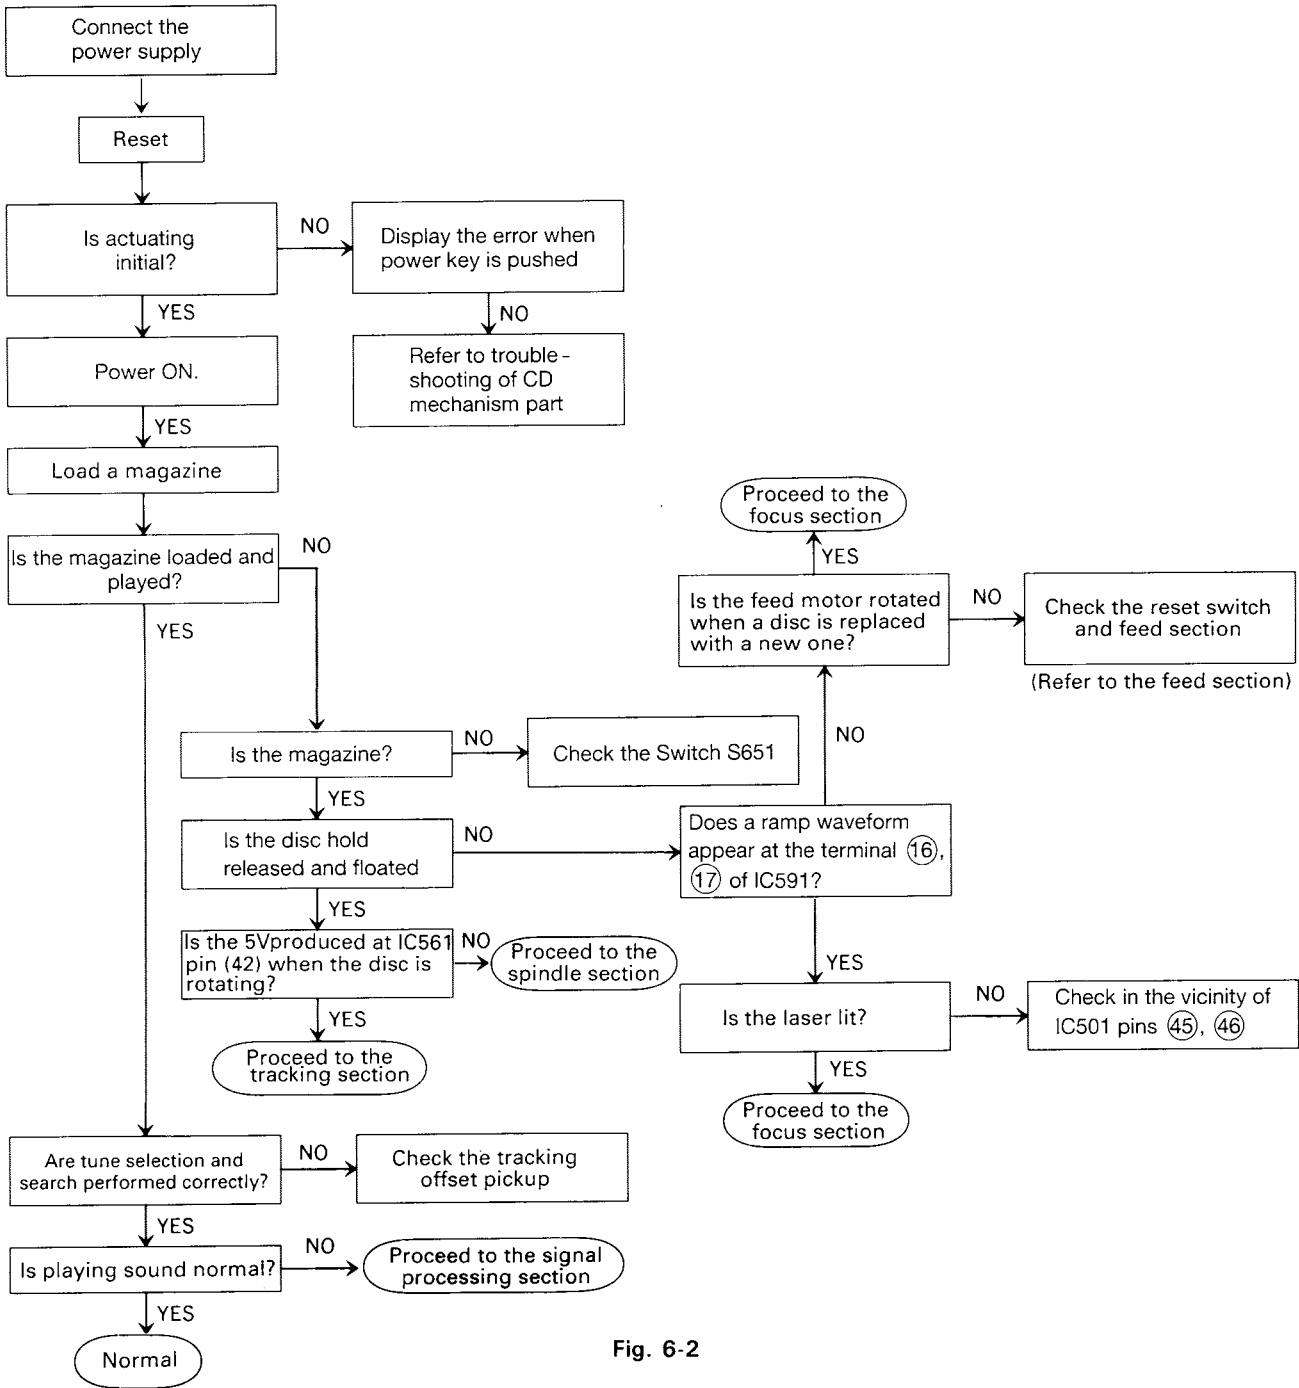 Connect the
power supply
Reset
Is actuating
initial?
NO
Display the error when
power key is pushed
YES
NO
Power ON.
Refer to trouble-
shooting of CD
mechanism part
YES
Load a magazine
Is the magazine loaded and
played?
NO
YES
Is the magazine?
NO
Check the Switch S651
YES
Is the disc hold
released and floated
NO
YES
Is the 5Vproduced at IC561
pin (42) when the disc is
rotating?
NO
Proceed to the
spindle section
YES
Proceed to the
tracking section
Proceed to the
focus section
YES
Is the feed motor rotated
when a disc is replaced
with a new one?
NO
Check the reset switch
and feed section
(Refer to the feed section)
NO
Does a ramp waveform
appear at the terminal ⑯,
⑰ of IC591?
YES
Is the laser lit?
NO
Check in the vicinity of
IC501 pins ㊺, ㊻
YES
Proceed to the
focus section
Are tune selection and
search performed correctly?
NO
Check the tracking
offset pickup
YES
Is playing sound normal?
NO
Proceed to the signal
processing section
YES
Normal
Fig. 6-2